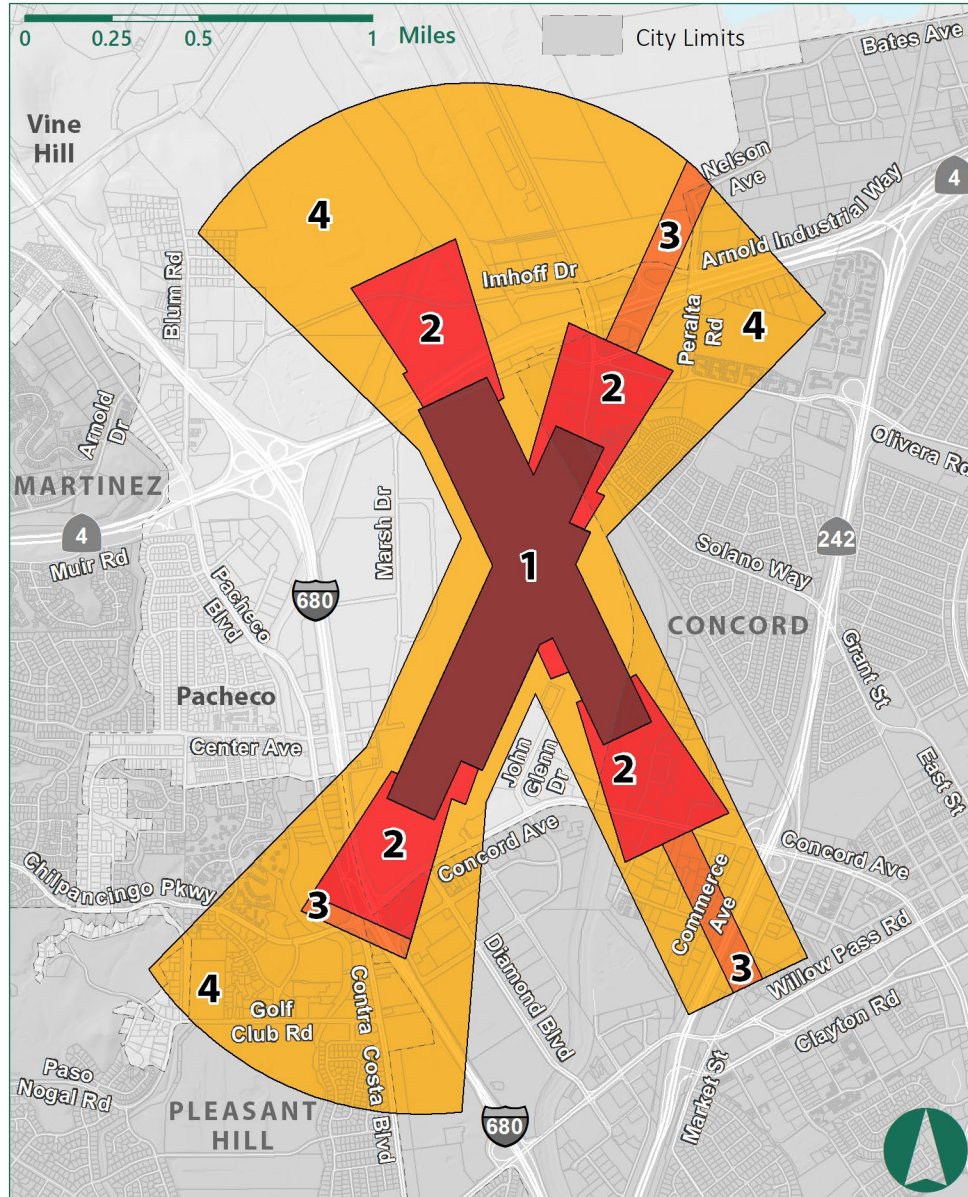 0 0.25 0.5 1 Miles
City Limits
Bates Ave
Vine
Hill
Nelson
Ave
4
4
Arnold Industrial Way
3
Imhoff Dr
Blum Rd
2
Peralta
Rd
4
2
Arnold
Dr
Olivera Rd
MARTINEZ
4
Muir Rd
Marsh Dr
242
Solano Way
1
680
Pacheco
Blvd
CONCORD
Grant St
Pacheco
Center Ave
John
Glenn
Dr
2
East St
2
Concord Ave
Concord Ave
Chilpancingo Pkwy
3
Commerce
Ave
Willow Pass Rd
3
4
Contra Costa Blvd
Diamond Blvd
Golf
Club Rd
Clayton Rd
Paso
Nogal Rd
PLEASANT
HILL
Market St
680